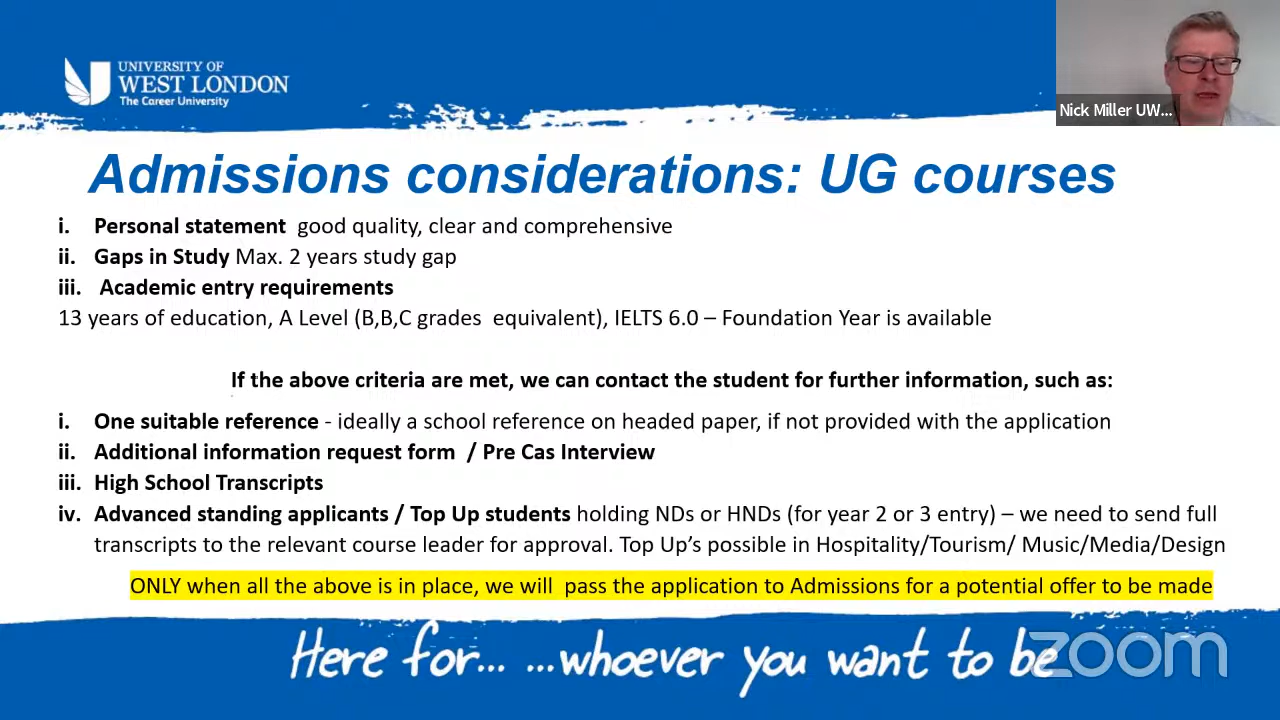 UNIVERSITY OF
WEST LONDON
The Career University
Nick Miller UW...
Admissions considerations: UG courses
i. Personal statement good quality, clear and comprehensive
ii. Gaps in Study Max. 2 years study gap
iii. Academic entry requirements
13 years of education, A Level (B,B,C grades equivalent), IELTS 6.0 – Foundation Year is available
If the above criteria are met, we can contact the student for further information, such as:
i. One suitable reference - ideally a school reference on headed paper, if not provided with the application
ii. Additional information request form / Pre Cas Interview
iii. High School Transcripts
iv. Advanced standing applicants / Top Up students holding NDs or HNDs (for year 2 or 3 entry) – we need to send full
transcripts to the relevant course leader for approval. Top Up's possible in Hospitality/Tourism/ Music/Media/Design
ONLY when all the above is in place, we will pass the application to Admissions for a potential offer to be made
Here for... ...whoever you want to be
zoom